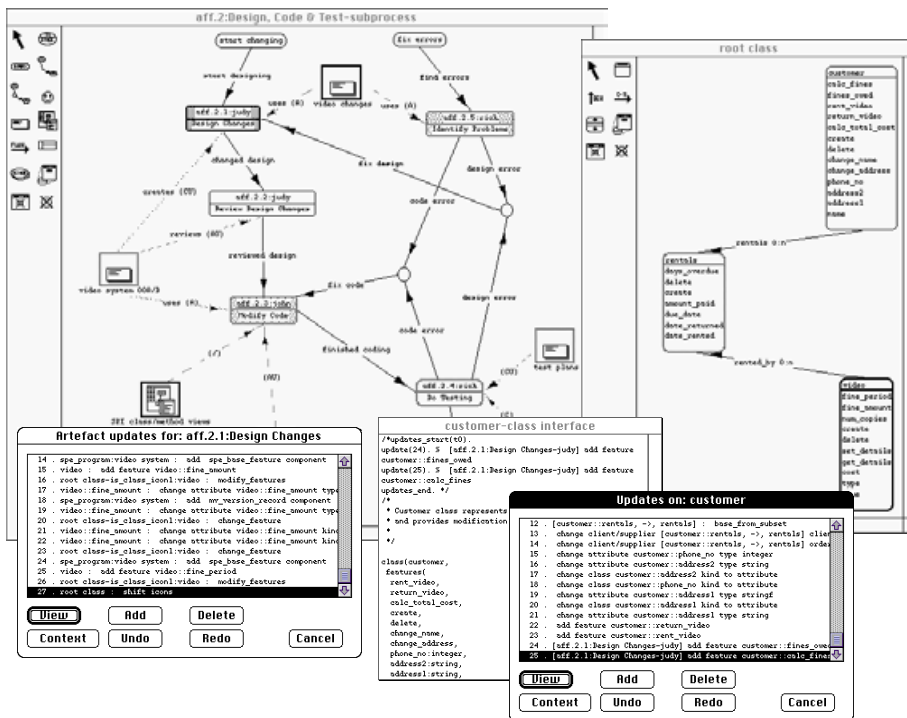 aff.2:Design, Code & Test-subprocess
start changing
fix errors
start designing
find errors
uses (R)
video changes
uses (R)
aff.2.1:judy
Design Changes
aff.2.5:rick
Identify Problems
changed design
fix design
design error
creates (CU)
code error
aff.2.2:judy
Review Design Changes
reviews (RU)
reviewed design
video system OOA/D
fix code
design error
uses (R)
aff.2.3:john
Modify Code
code error
finished coding
test plans
(CU)
aff.2.4:rick
Do Testing
SPE class/method views
root class
customer
calc_fines
fines_owed
rent_video
return_video
calc_total_cost
create
delete
change_name
change_address
phone_no
address2
address1
name
rentals 0:n
rentals
days_overdue
delete
create
amount_paid
due_date
date_returned
date_rented
rented_by 0:n
video
fine_period
fine_amount
num_copies
create
delete
set_details
get_details
cost
type
Artefact updates for: aff.2.1:Design Changes
14 . spe_program:video system : add spe_base_feature component
15 . video : add feature video::fine_amount
16 . root class-is_class_icon1:video : modify_features
17 . video::fine_amount : change attribute video::fine_amount type
18 . spe_program:video system : add mv_version_record component
19 . video::fine_amount : change attribute video::fine_amount type
20 . root class-is_class_icon1:video : change_feature
21 . video::fine_amount : change attribute video::fine_amount kind
22 . video::fine_amount : change attribute video::fine_amount kind
23 . root class-is_class_icon1:video : change_feature
24 . spe_program:video system : add spe_base_feature component
25 . video : add feature video::fine_period
26 . root class-is_class_icon1:video : modify_features
27 . root class : shift icons
View Add Delete
Context Undo Redo Cancel
customer-class interface
/*updates_start(t0).
update(24). % [aff.2.1:Design Changes-judy] add feature
customer::fines_owed
update(25). % [aff.2.1:Design Changes-judy] add feature
customer::calc_fines
updates_end. */
/*
* Customer class represents
* and provides modification
*
*/
class(customer,
features(
rent_video,
return_video,
calc_total_cost,
create,
delete,
change_name,
change_address,
phone_no:integer,
address2:string,
address1:string,
Updates on: customer
12 . [customer::rentals, ->, rentals] : base_from_subset
13 . change client/supplier [customer::rentals, ->, rentals] clien
14 . change client/supplier [customer::rentals, ->, rentals] order
15 . change attribute customer::phone_no type integer
16 . change attribute customer::address2 type string
17 . change class customer::address2 kind to attribute
18 . change class customer::phone_no kind to attribute
19 . change attribute customer::address1 type stringf
20 . change class customer::address1 kind to attribute
21 . change attribute customer::address1 type string
22 . add feature customer::return_video
23 . add feature customer::rent_video
24 . [aff.2.1:Design Changes-judy] add feature customer::fines_owed
25 . [aff.2.1:Design Changes-judy] add feature customer::calc_fines
View Add Delete
Context Undo Redo Cancel